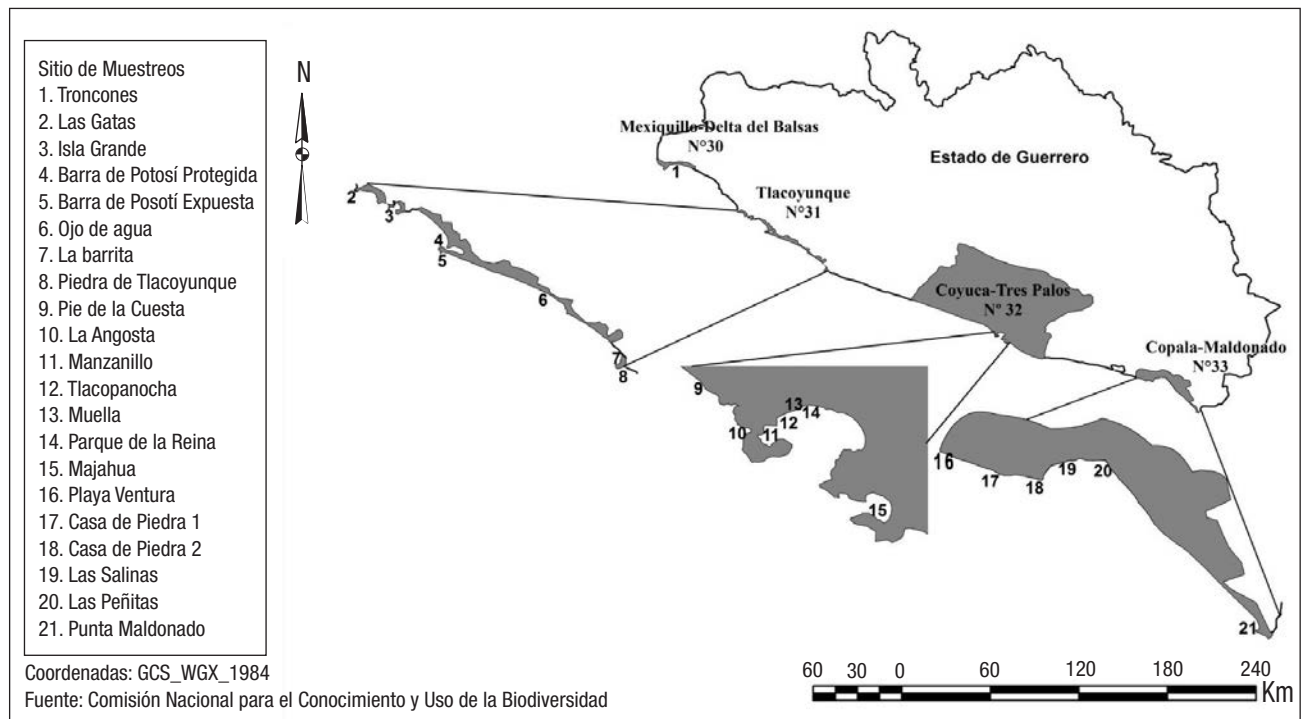 Sitio de Muestreos
1. Troncones
2. Las Gatas
3. Isla Grande
4. Barra de Potosí Protegida
5. Barra de Posotí Expuesta
6. Ojo de agua
7. La barrita
8. Piedra de Tlacoyunque
9. Pie de la Cuesta
10. La Angosta
11. Manzanillo
12. Tlacopanocha
13. Muella
14. Parque de la Reina
15. Majahua
16. Playa Ventura
17. Casa de Piedra 1
18. Casa de Piedra 2
19. Las Salinas
20. Las Peñitas
21. Punta Maldonado
Coordenadas: GCS_WGX_1984
Fuente: Comisión Nacional para el Conocimiento y Uso de la Biodiversidad
N
Mexiquillo-Delta del Balsas
N°30
1
Estado de Guerrero
Tlacoyunque
N°31
2
3
4
5
6
7
8
Coyuca-Tres Palos
N° 32
Copala-Maldonado
N°33
9
10
11
12
13
14
15
16
17
18
19
20
21
60 30 0 60 120 180 240
Km